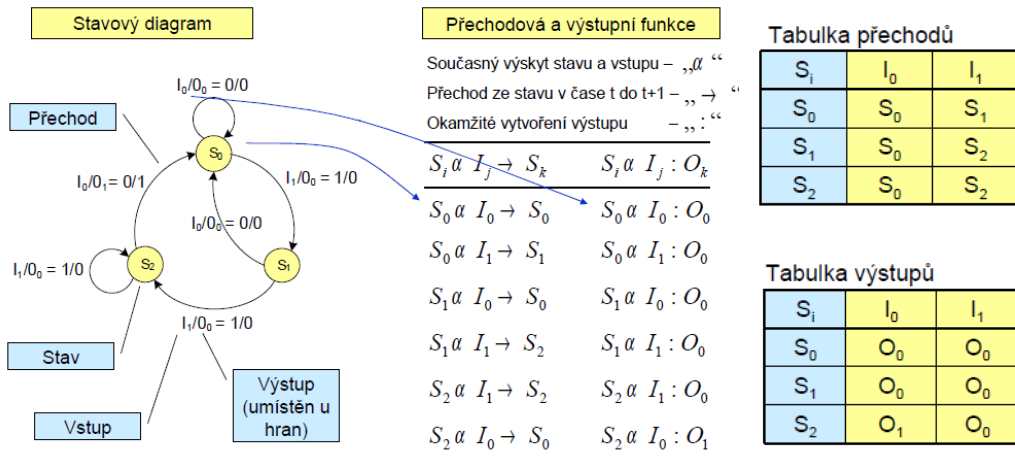 Stavový diagram
I₀/0₀ = 0/0
Přechod
S₀
I₀/0₁ = 0/1
I₁/0₀ = 1/0
I₀/0₀ = 0/0
I₁/0₀ = 1/0
S₂
S₁
I₁/0₀ = 1/0
Stav
Vstup
Výstup
(umístěn u
hran)
Přechodová a výstupní funkce
Současný výskyt stavu a vstupu – „α “
Přechod ze stavu v čase t do t+1 – „ → “
Okamžité vytvoření výstupu – „ : “
Sᵢ α Iⱼ → Sₖ Sᵢ α Iⱼ : Oₖ
S₀ α I₀ → S₀ S₀ α I₀ : O₀
S₀ α I₁ → S₁ S₀ α I₁ : O₀
S₁ α I₀ → S₀ S₁ α I₀ : O₀
S₁ α I₁ → S₂ S₁ α I₁ : O₀
S₂ α I₁ → S₂ S₂ α I₁ : O₀
S₂ α I₀ → S₀ S₂ α I₀ : O₁
Tabulka přechodů
Sᵢ I₀ I₁
S₀ S₀ S₁
S₁ S₀ S₂
S₂ S₀ S₂
Tabulka výstupů
Sᵢ I₀ I₁
S₀ O₀ O₀
S₁ O₀ O₀
S₂ O₁ O₀